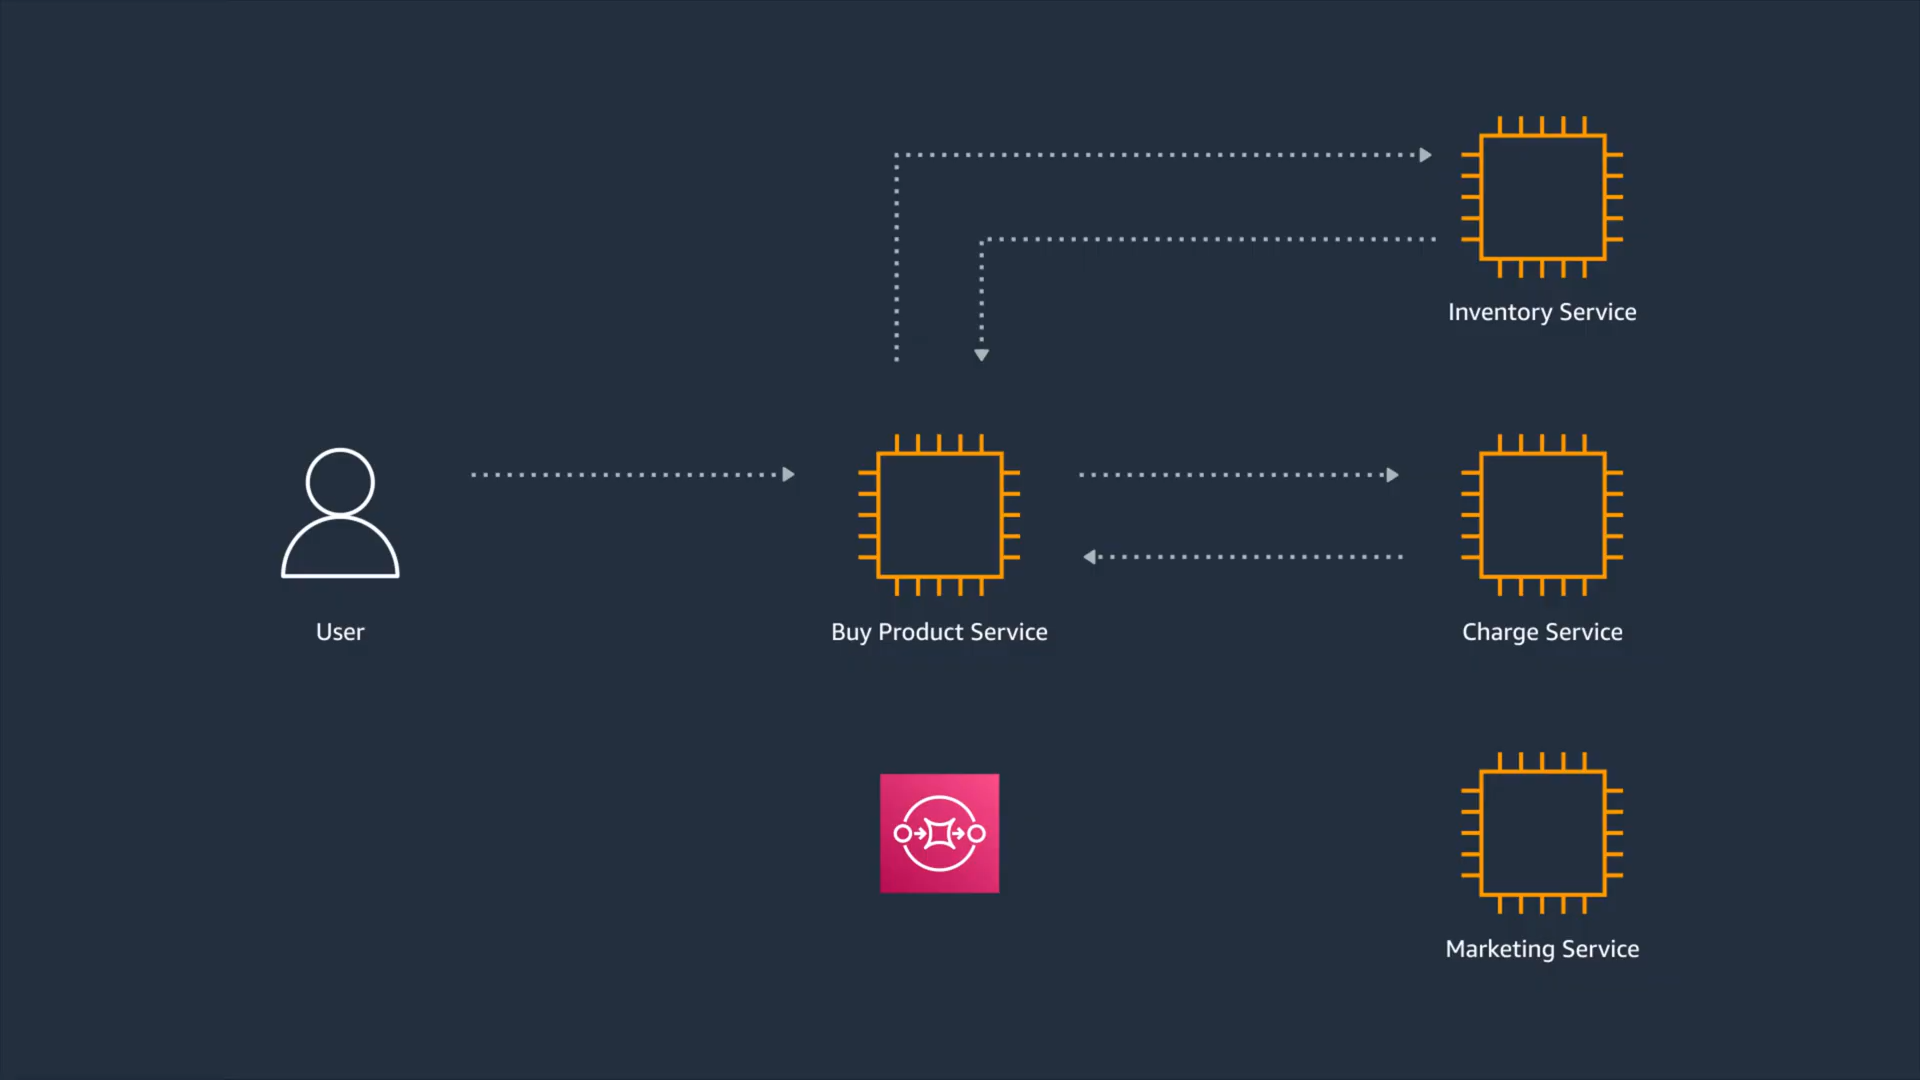 Inventory Service
User
Buy Product Service
Charge Service
Marketing Service